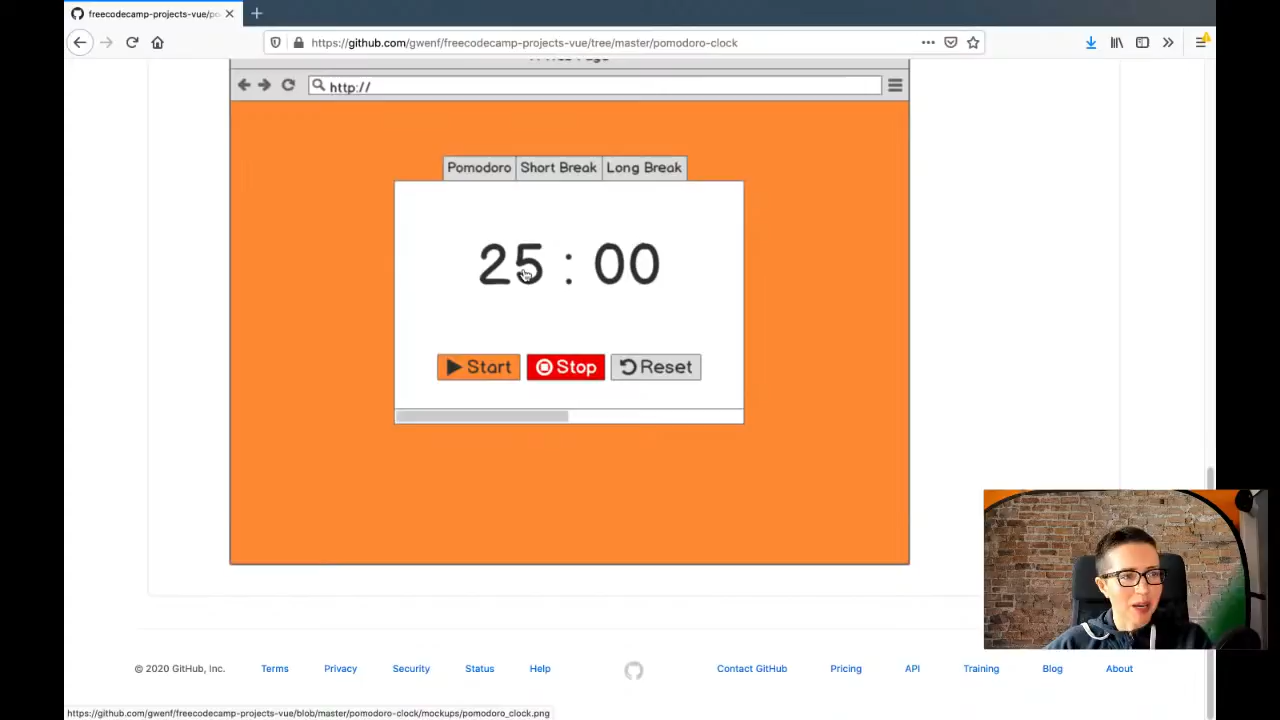 freecodecamp-projects-vue/po
https://github.com/gwenf/freecodecamp-projects-vue/tree/master/pomodoro-clock
http://
Pomodoro Short Break Long Break
25 : 00
Start Stop Reset
© 2020 GitHub, Inc. Terms Privacy Security Status Help Contact GitHub Pricing API Training Blog About
https://github.com/gwenf/freecodecamp-projects-vue/blob/master/pomodoro-clock/mockups/pomodoro_clock.png